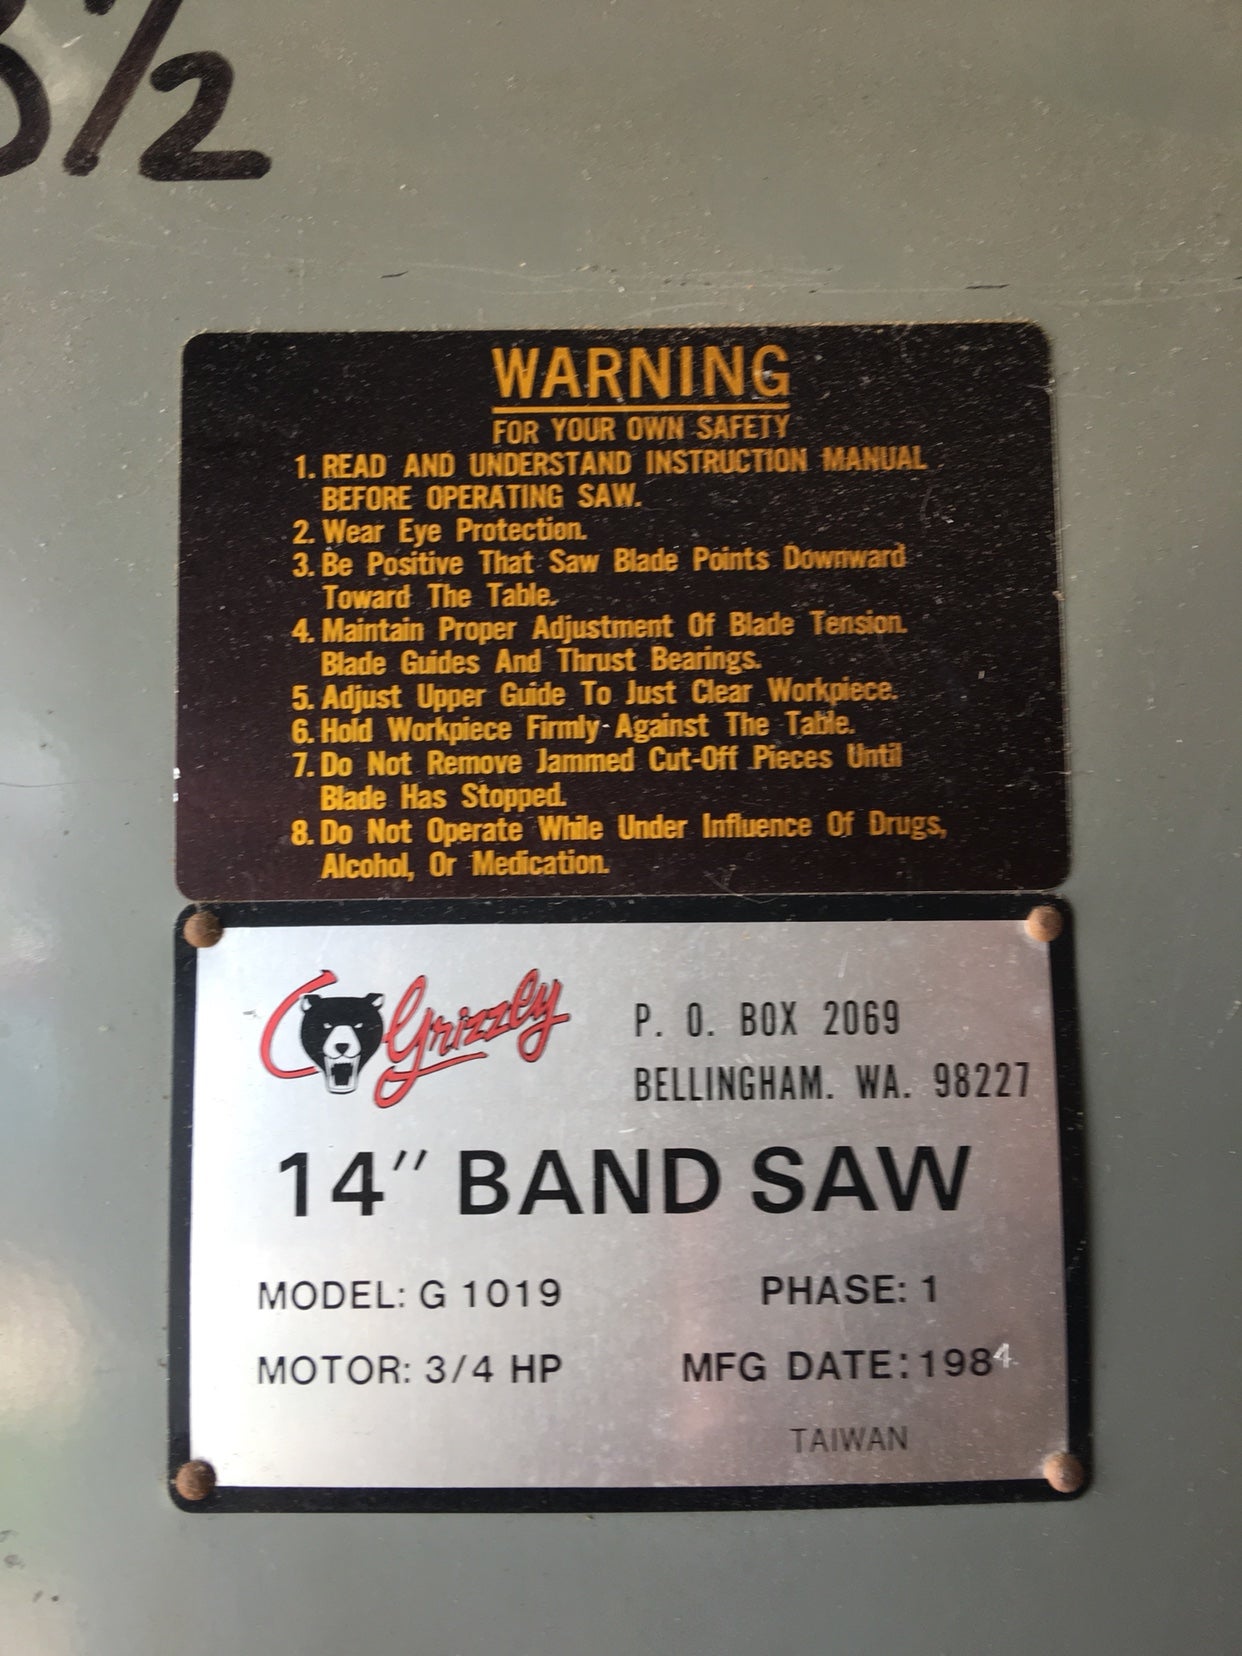 1/2
WARNING
FOR YOUR OWN SAFETY
1. READ AND UNDERSTAND INSTRUCTION MANUAL
BEFORE OPERATING SAW.
2. Wear Eye Protection.
3. Be Positive That Saw Blade Points Downward
Toward The Table.
4. Maintain Proper Adjustment Of Blade Tension.
Blade Guides And Thrust Bearings.
5. Adjust Upper Guide To Just Clear Workpiece.
6. Hold Workpiece Firmly Against The Table.
7. Do Not Remove Jammed Cut-Off Pieces Until
Blade Has Stopped.
8. Do Not Operate While Under Influence Of Drugs,
Alcohol, Or Medication.
Grizzly
P. O. BOX 2069
BELLINGHAM. WA. 98227
14" BAND SAW
MODEL: G 1019 PHASE: 1
MOTOR: 3/4 HP MFG DATE: 1984
TAIWAN